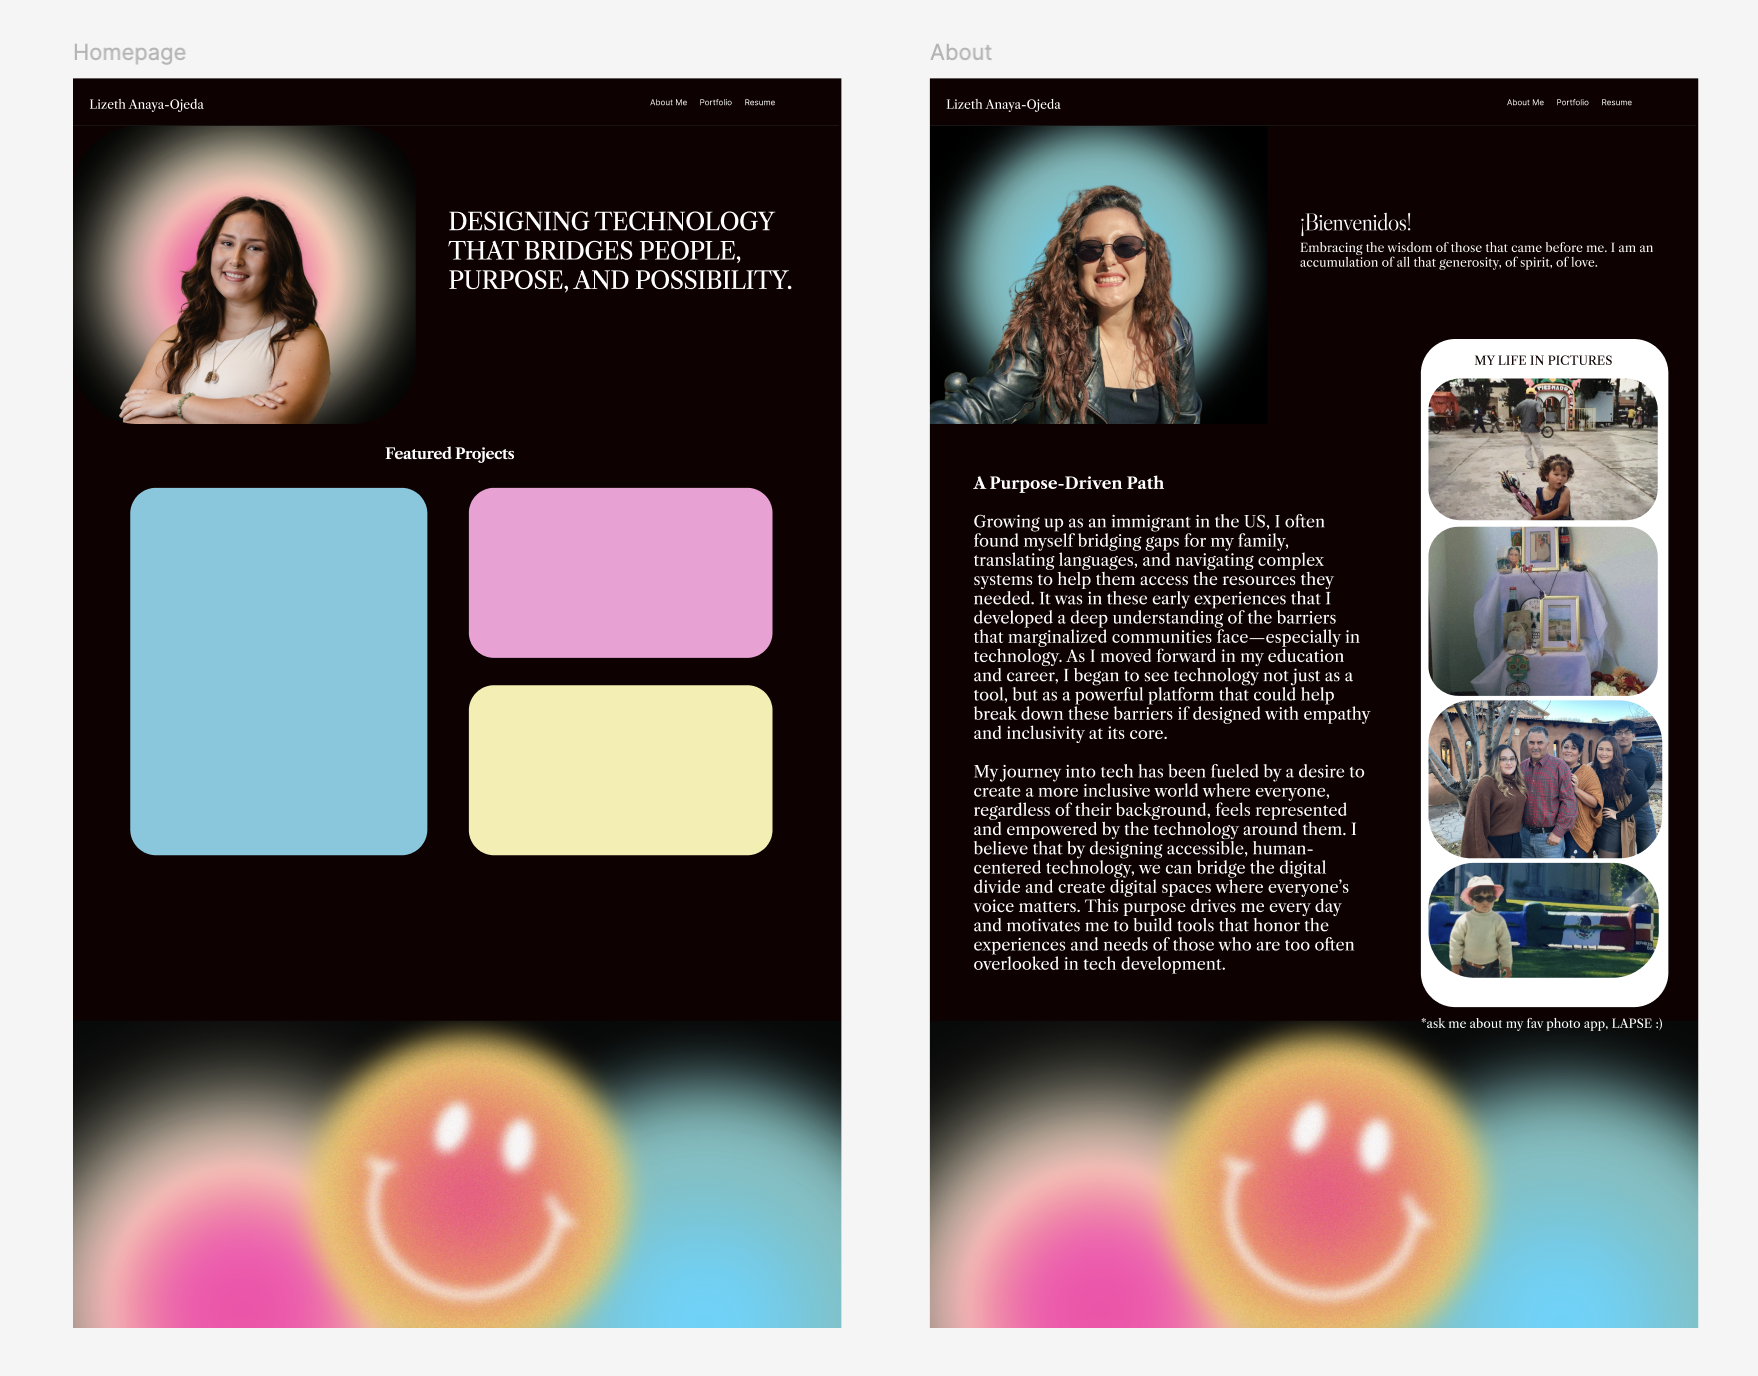 Homepage
Lizeth Anaya-Ojeda
About Me Portfolio Resume
DESIGNING TECHNOLOGY
THAT BRIDGES PEOPLE,
PURPOSE, AND POSSIBILITY.
Featured Projects
About
Lizeth Anaya-Ojeda
About Me Portfolio Resume
¡Bienvenidos!
Embracing the wisdom of those that came before me. I am an
accumulation of all that generosity, of spirit, of love.
A Purpose-Driven Path
Growing up as an immigrant in the US, I often
found myself bridging gaps for my family,
translating languages, and navigating complex
systems to help them access the resources they
needed. It was in these early experiences that I
developed a deep understanding of the barriers
that marginalized communities face—especially in
technology. As I moved forward in my education
and career, I began to see technology not just as a
tool, but as a powerful platform that could help
break down these barriers if designed with empathy
and inclusivity at its core.
My journey into tech has been fueled by a desire to
create a more inclusive world where everyone,
regardless of their background, feels represented
and empowered by the technology around them. I
believe that by designing accessible, human-
centered technology, we can bridge the digital
divide and create digital spaces where everyone’s
voice matters. This purpose drives me every day
and motivates me to build tools that honor the
experiences and needs of those who are too often
overlooked in tech development.
MY LIFE IN PICTURES
*ask me about my fav photo app, LAPSE :)